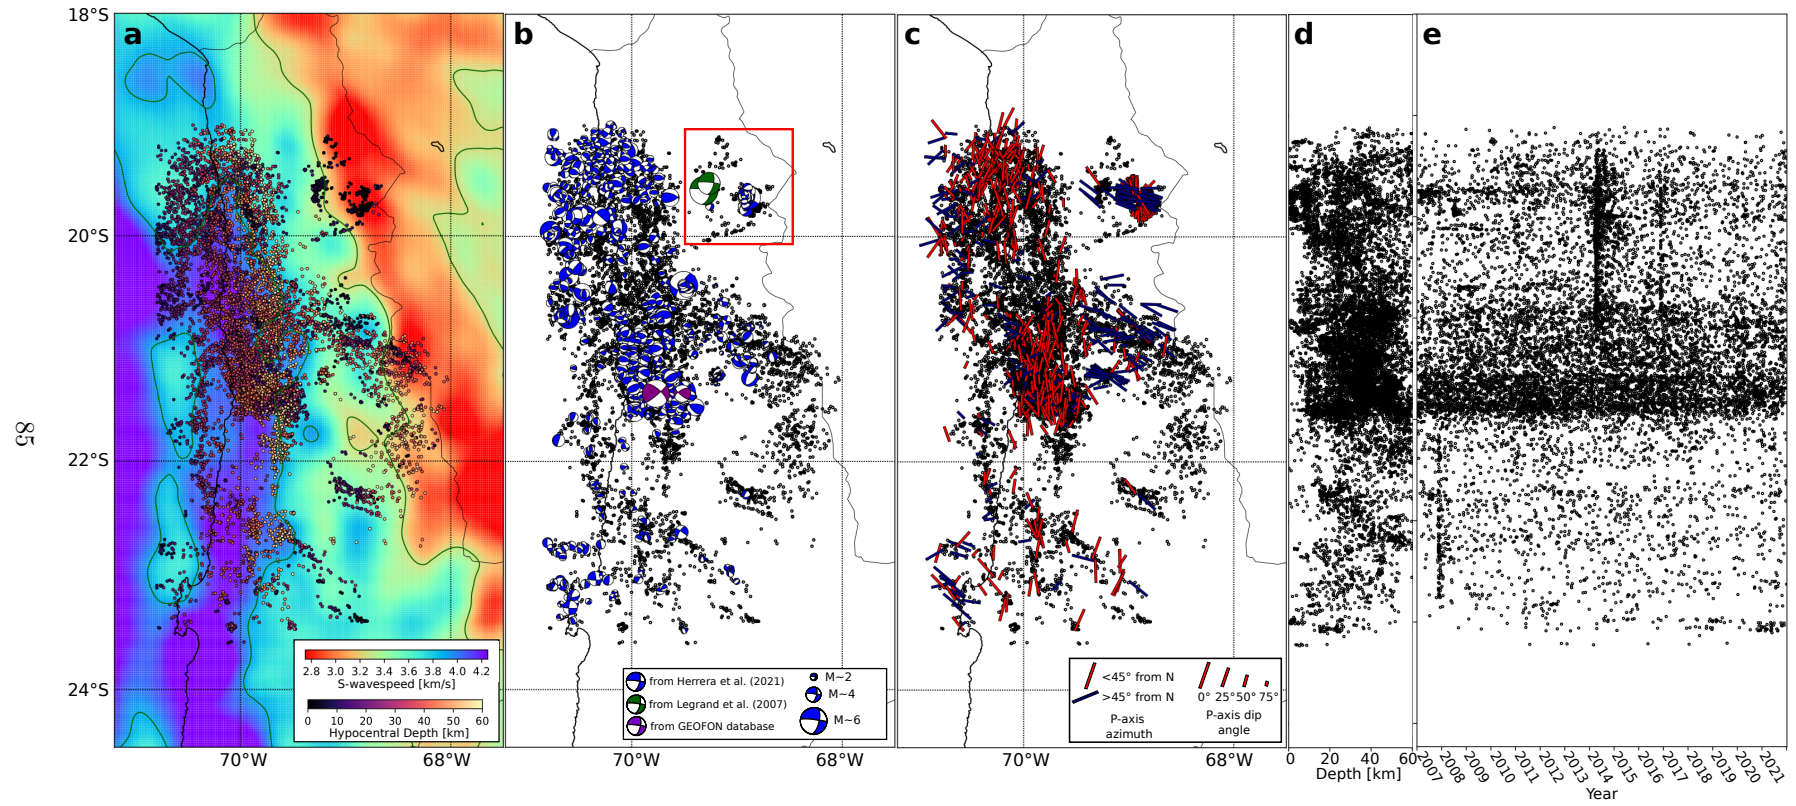 a
b
c
d
e
18°S
20°S
22°S
24°S
85
2.8 3.0 3.2 3.4 3.6 3.8 4.0 4.2
S-wavespeed [km/s]
0 10 20 30 40 50 60
Hypocentral Depth [km]
70°W 68°W
from Herrera et al. (2021)
from Legrand et al. (2007)
from GEOFON database
M~2
M~4
M~6
70°W 68°W
<45° from N
>45° from N
P-axis
azimuth
0° 25° 50° 75°
P-axis dip
angle
70°W 68°W
0 20 40 60
Depth [km]
2007 2008 2009 2010 2011 2012 2013 2014 2015 2016 2017 2018 2019 2020 2021
Year